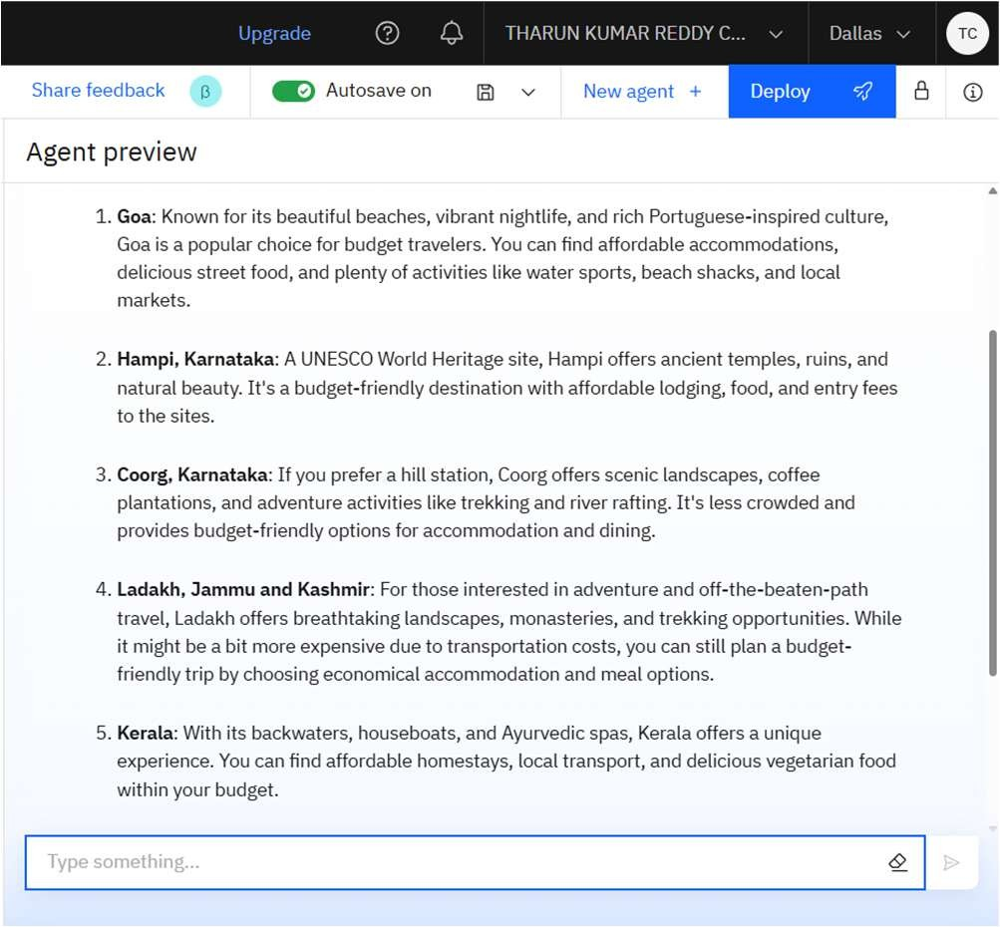 Upgrade THARUN KUMAR REDDY C... Dallas TC
Share feedback β Autosave on New agent + Deploy
Agent preview
1. Goa: Known for its beautiful beaches, vibrant nightlife, and rich Portuguese-inspired culture,
Goa is a popular choice for budget travelers. You can find affordable accommodations,
delicious street food, and plenty of activities like water sports, beach shacks, and local
markets.
2. Hampi, Karnataka: A UNESCO World Heritage site, Hampi offers ancient temples, ruins, and
natural beauty. It's a budget-friendly destination with affordable lodging, food, and entry fees
to the sites.
3. Coorg, Karnataka: If you prefer a hill station, Coorg offers scenic landscapes, coffee
plantations, and adventure activities like trekking and river rafting. It's less crowded and
provides budget-friendly options for accommodation and dining.
4. Ladakh, Jammu and Kashmir: For those interested in adventure and off-the-beaten-path
travel, Ladakh offers breathtaking landscapes, monasteries, and trekking opportunities. While
it might be a bit more expensive due to transportation costs, you can still plan a budget-
friendly trip by choosing economical accommodation and meal options.
5. Kerala: With its backwaters, houseboats, and Ayurvedic spas, Kerala offers a unique
experience. You can find affordable homestays, local transport, and delicious vegetarian food
within your budget.
Type something...